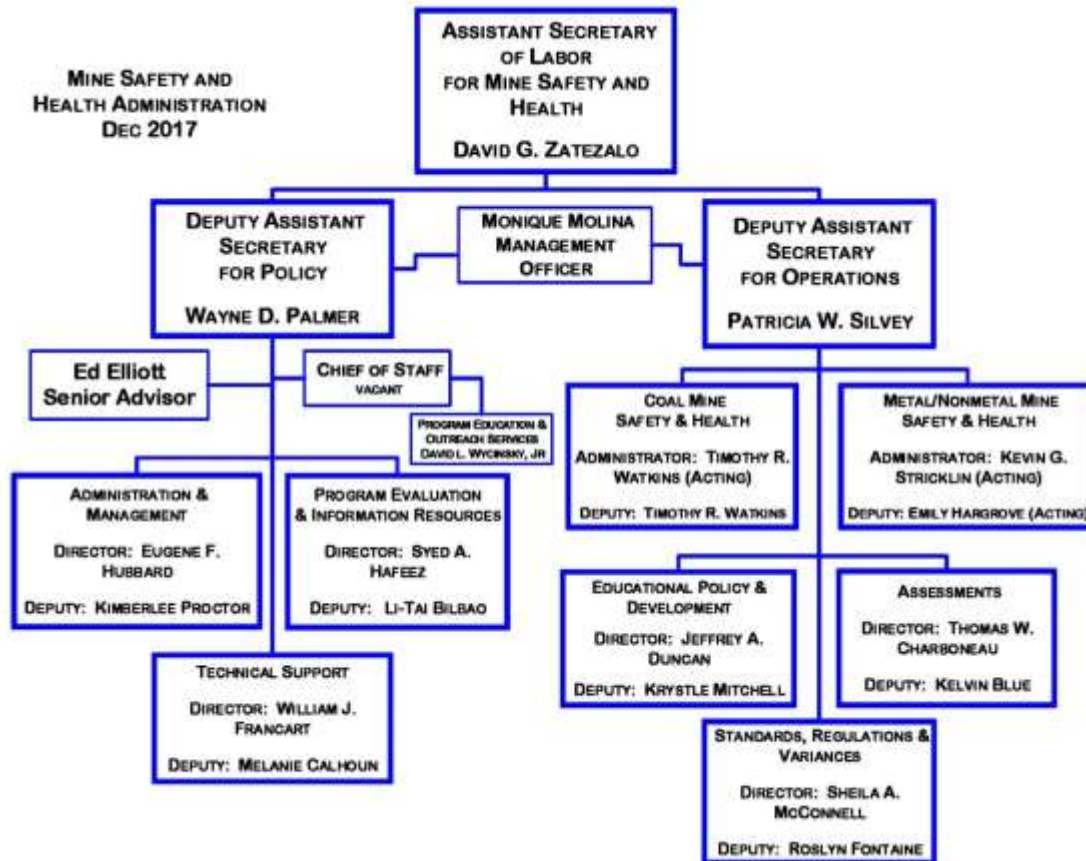 MINE SAFETY AND
HEALTH ADMINISTRATION
DEC 2017
ASSISTANT SECRETARY
OF LABOR
FOR MINE SAFETY AND
HEALTH
DAVID G. ZATEZALO
DEPUTY ASSISTANT
SECRETARY
FOR POLICY
WAYNE D. PALMER
MONIQUE MOLINA
MANAGEMENT
OFFICER
DEPUTY ASSISTANT
SECRETARY
FOR OPERATIONS
PATRICIA W. SILVEY
Ed Elliott
Senior Advisor
CHIEF OF STAFF
VACANT
PROGRAM EDUCATION &
OUTREACH SERVICES
DAVID L. WYCINSKY, JR
ADMINISTRATION &
MANAGEMENT
DIRECTOR: EUGENE F.
HUBBARD
DEPUTY: KIMBERLEE PROCTOR
PROGRAM EVALUATION
& INFORMATION RESOURCES
DIRECTOR: SYED A.
HAFEEZ
DEPUTY: LI-TAI BILBAO
TECHNICAL SUPPORT
DIRECTOR: WILLIAM J.
FRANCART
DEPUTY: MELANIE CALHOUN
COAL MINE
SAFETY & HEALTH
ADMINISTRATOR: TIMOTHY R.
WATKINS (ACTING)
DEPUTY: TIMOTHY R. WATKINS
METAL/NONMETAL MINE
SAFETY & HEALTH
ADMINISTRATOR: KEVIN G.
STRICKLIN (ACTING)
DEPUTY: EMILY HARGROVE (ACTING)
EDUCATIONAL POLICY &
DEVELOPMENT
DIRECTOR: JEFFREY A.
DUNCAN
DEPUTY: KRYSTLE MITCHELL
ASSESSMENTS
DIRECTOR: THOMAS W.
CHARBONEAU
DEPUTY: KELVIN BLUE
STANDARDS, REGULATIONS &
VARIANCES
DIRECTOR: SHEILA A.
MCCONNELL
DEPUTY: ROSLYN FONTAINE